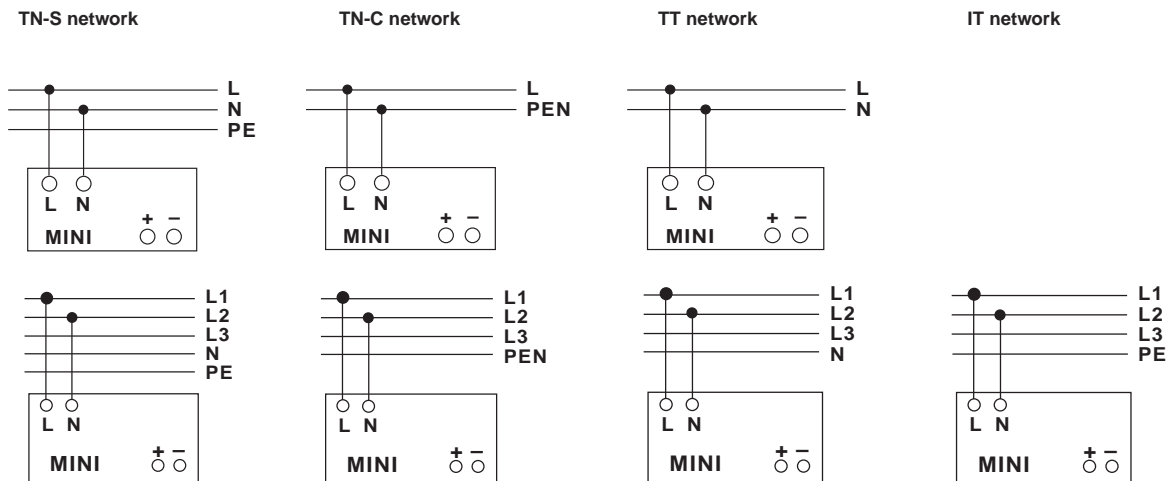 TN-S network
TN-C network
TT network
IT network
L
N
PE
L N
+ –
MINI
L
PEN
L N
+ –
MINI
L
N
L N
+ –
MINI
L1
L2
L3
N
PE
L N
+ –
MINI
L1
L2
L3
PEN
L N
+ –
MINI
L1
L2
L3
N
L N
+ –
MINI
L1
L2
L3
PE
L N
+ –
MINI